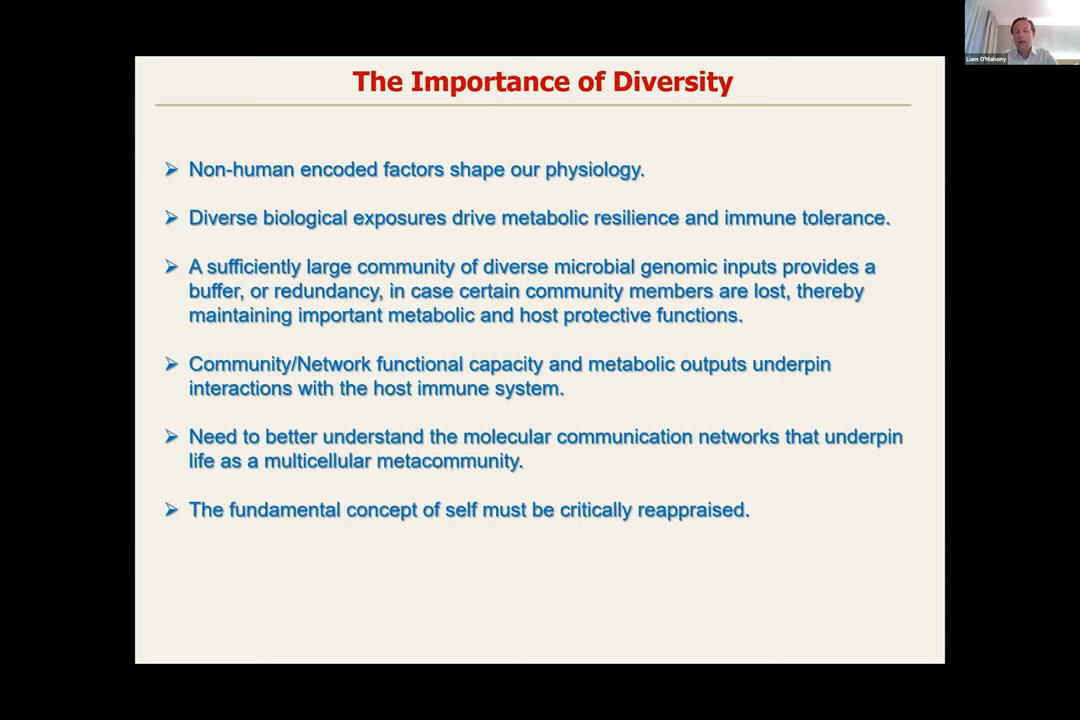 Liam O'Mahony
The Importance of Diversity
Non-human encoded factors shape our physiology.
Diverse biological exposures drive metabolic resilience and immune tolerance.
A sufficiently large community of diverse microbial genomic inputs provides a
buffer, or redundancy, in case certain community members are lost, thereby
maintaining important metabolic and host protective functions.
Community/Network functional capacity and metabolic outputs underpin
interactions with the host immune system.
Need to better understand the molecular communication networks that underpin
life as a multicellular metacommunity.
The fundamental concept of self must be critically reappraised.